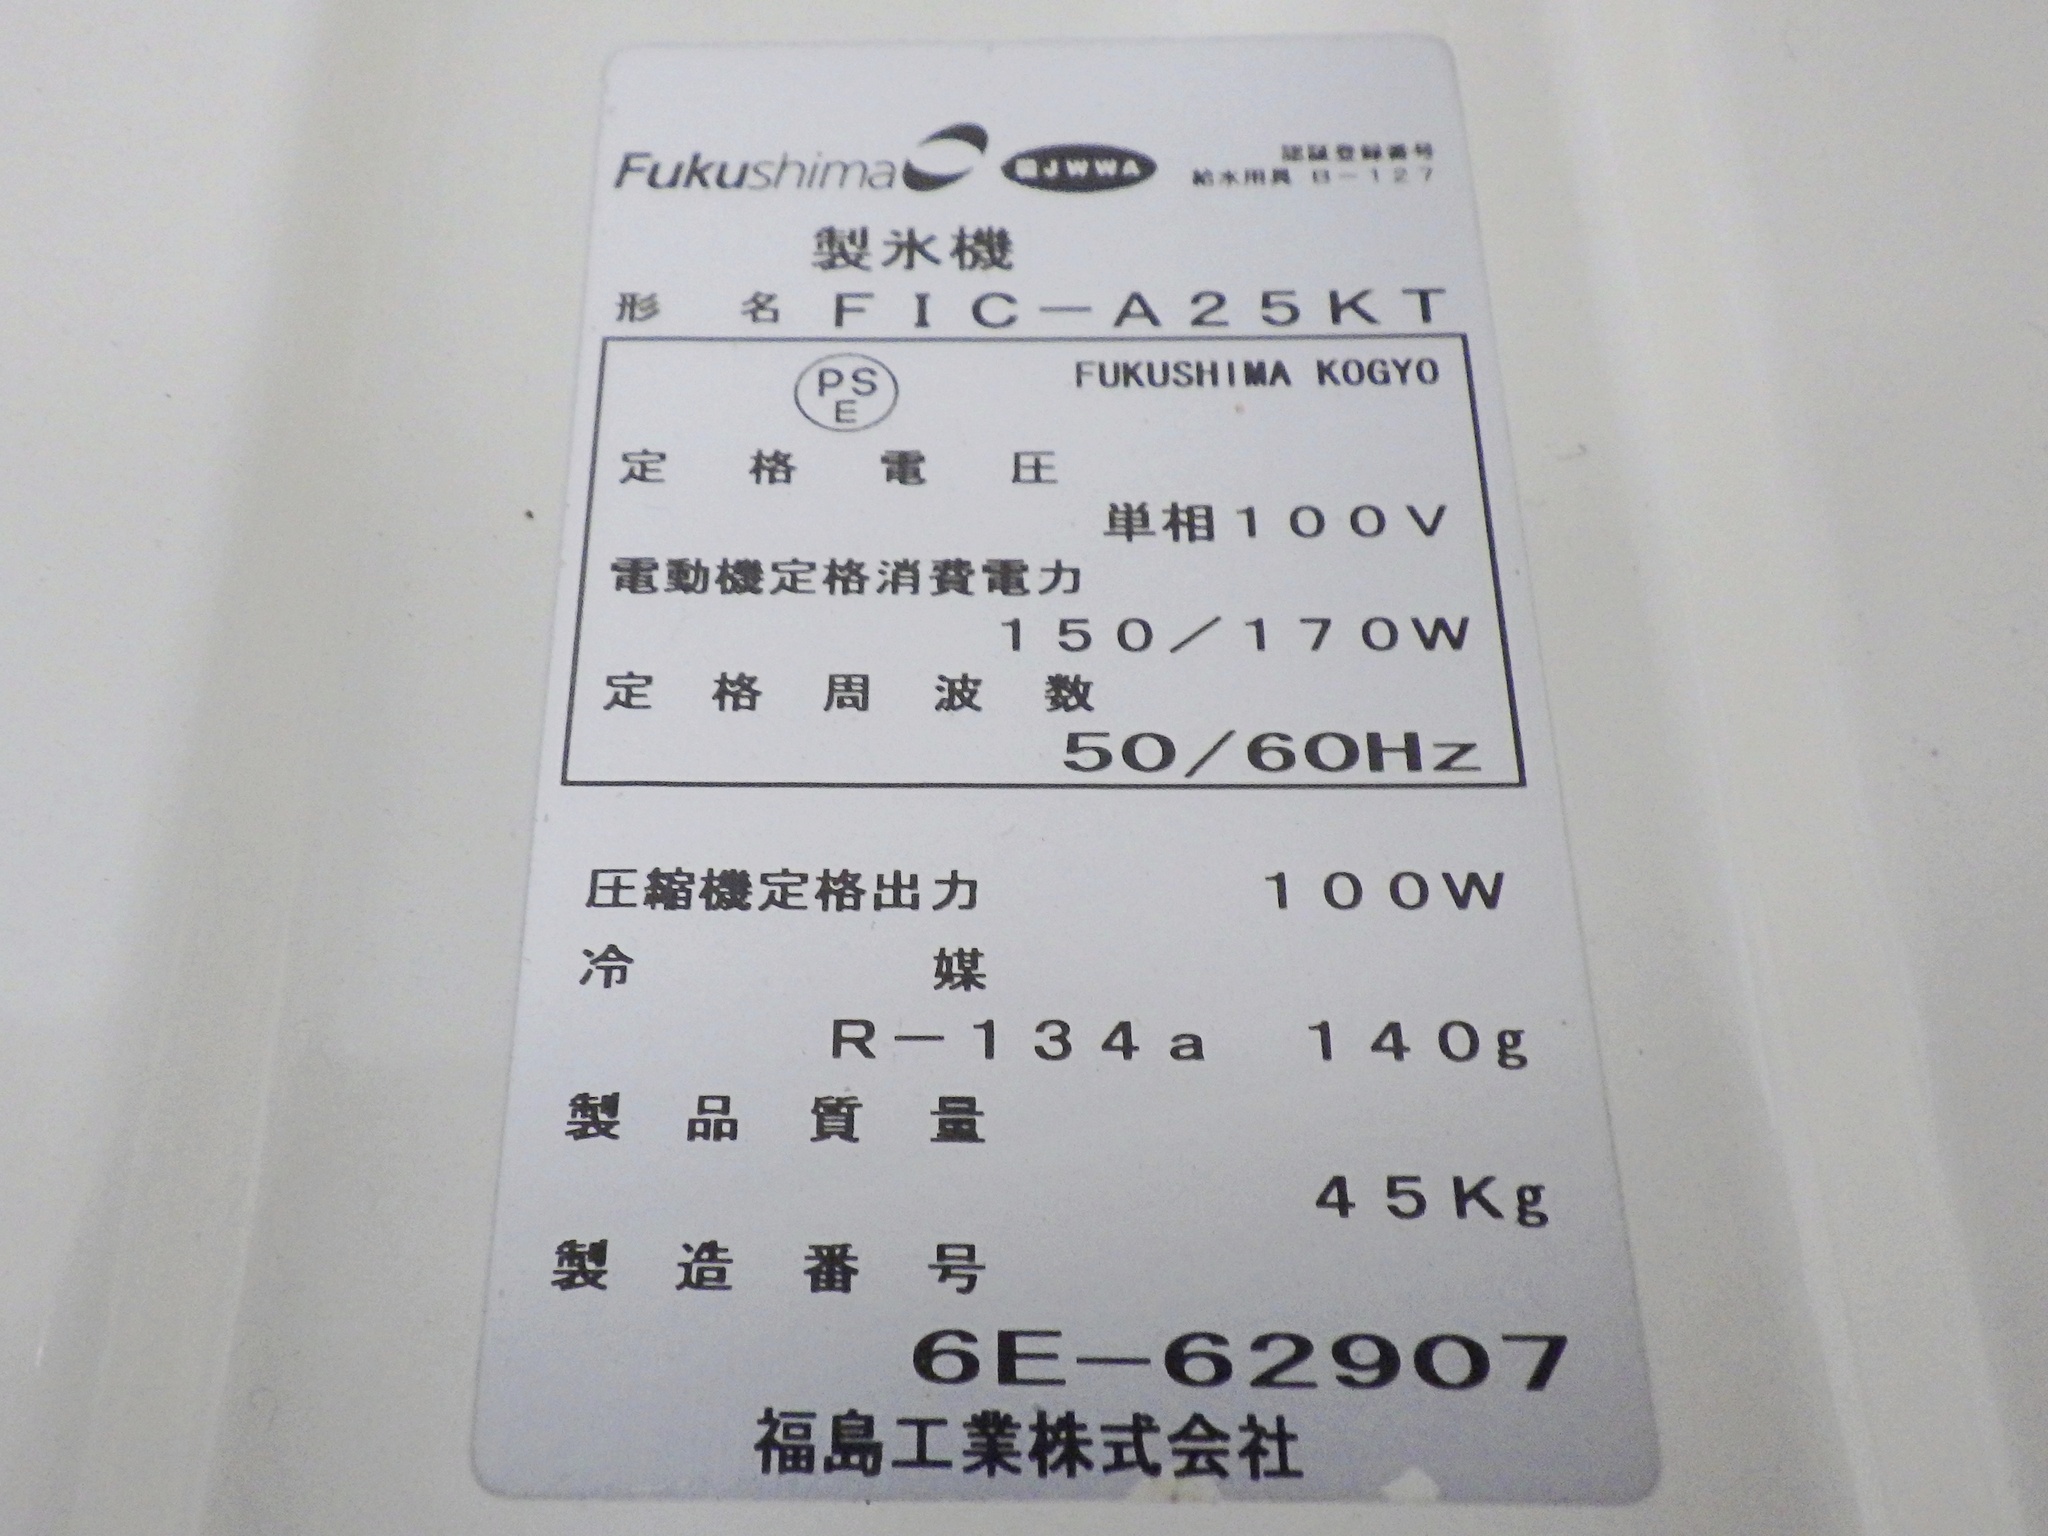 Fukushima JWWA 認証登録番号
給水用具 B-127
製氷機
形名 FIC-A25KT
PSE FUKUSHIMA KOGYO
定格電圧
単相100V
電動機定格消費電力
150/170W
定格周波数
50/60Hz
圧縮機定格出力 100W
冷媒
R-134a 140g
製品質量
45Kg
製造番号
6E-62907
福島工業株式会社